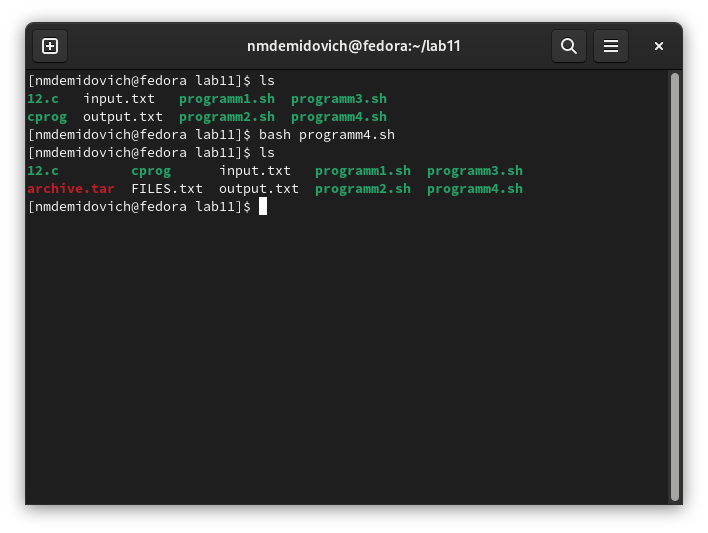 nmdemidovich@fedora:~/lab11
[nmdemidovich@fedora lab11]$ ls
12.c   input.txt   programm1.sh  programm3.sh
cprog  output.txt  programm2.sh  programm4.sh
[nmdemidovich@fedora lab11]$ bash programm4.sh
[nmdemidovich@fedora lab11]$ ls
12.c         cprog      input.txt   programm1.sh  programm3.sh
archive.tar  FILES.txt  output.txt  programm2.sh  programm4.sh
[nmdemidovich@fedora lab11]$